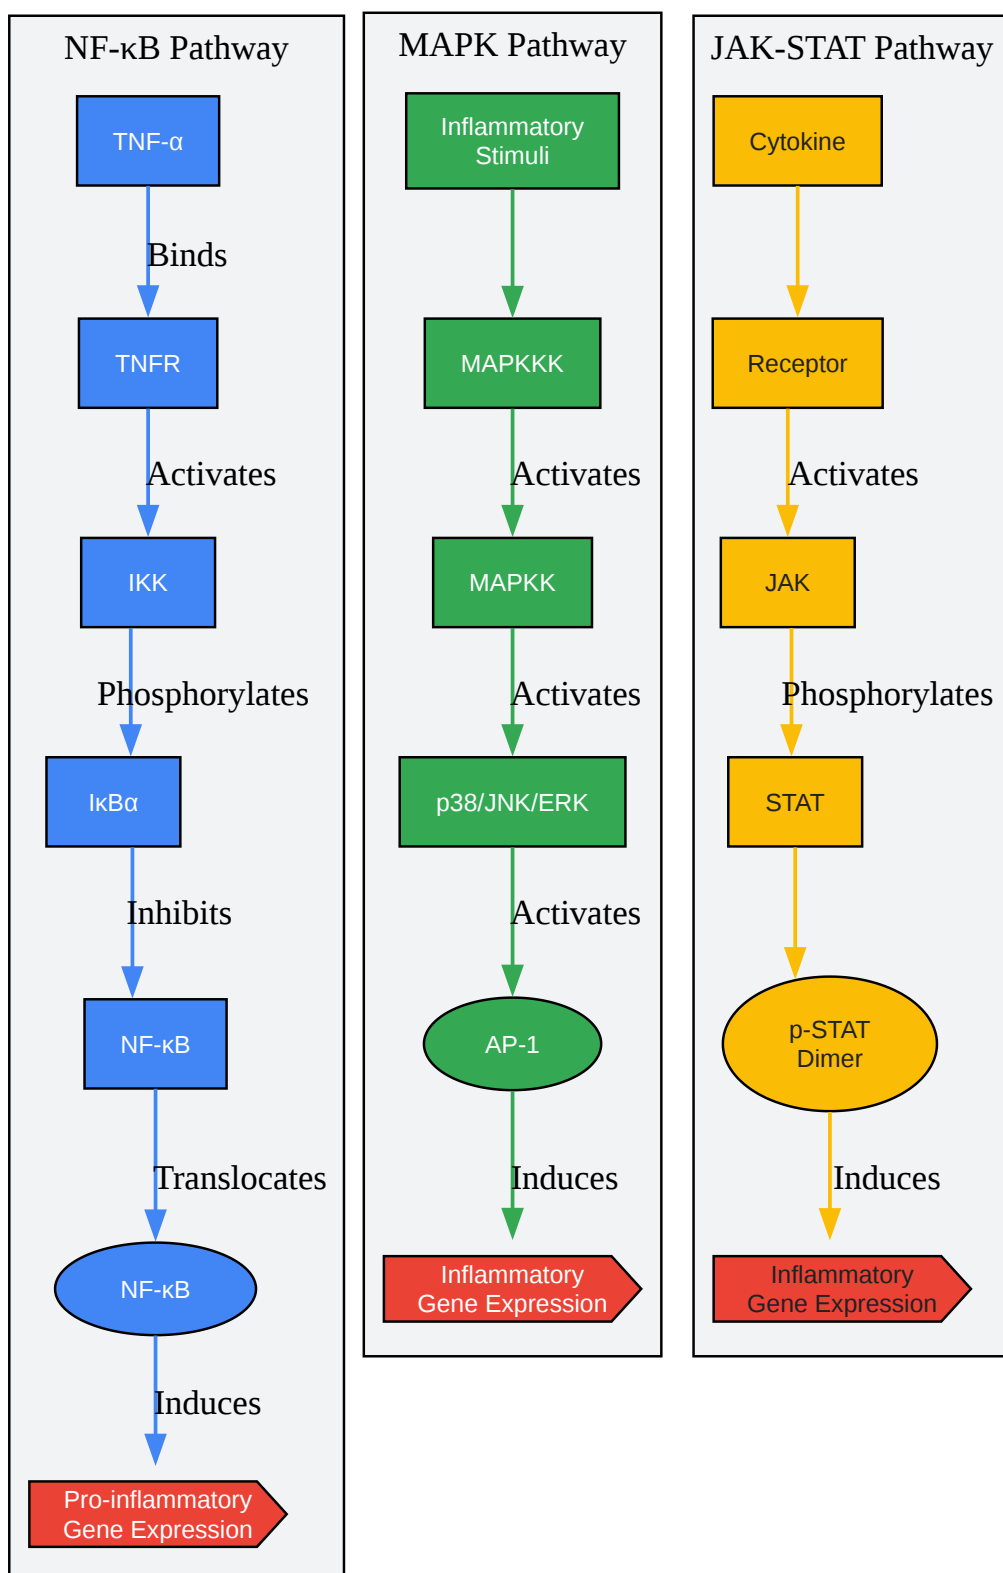 NF-κB Pathway
TNF-α
Binds
TNFR
Activates
IKK
Phosphorylates
IκBα
Inhibits
NF-κB
Translocates
NF-κB
Induces
Pro-inflammatory
Gene Expression
MAPK Pathway
Inflammatory
Stimuli
MAPKKK
Activates
MAPKK
Activates
p38/JNK/ERK
Activates
AP-1
Induces
Inflammatory
Gene Expression
JAK-STAT Pathway
Cytokine
Receptor
Activates
JAK
Phosphorylates
STAT
p-STAT
Dimer
Induces
Inflammatory
Gene Expression